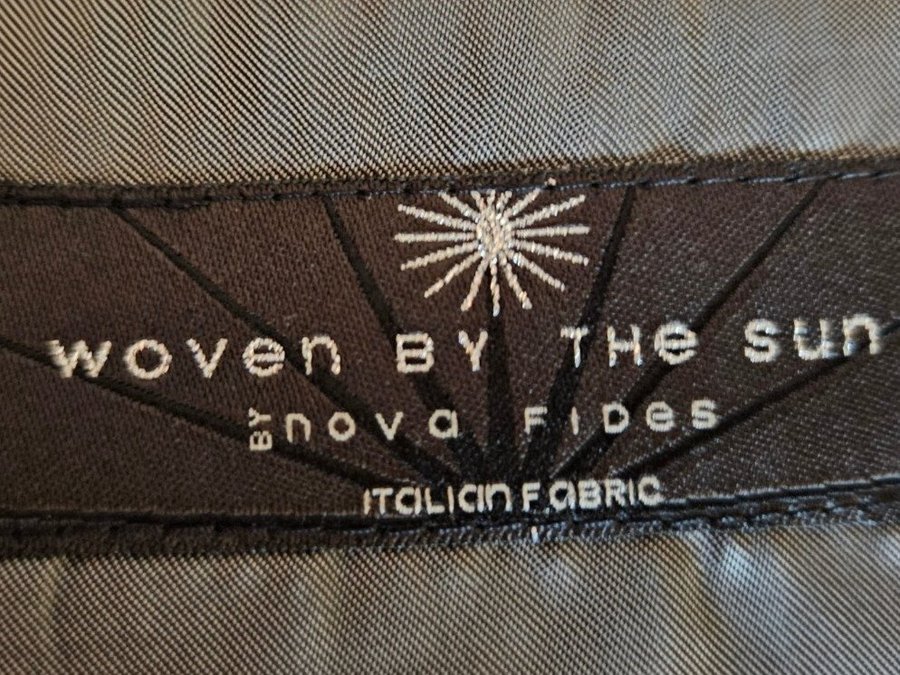 woven BY THe sun
BY nova FIDes
ITaLian FaBRIC